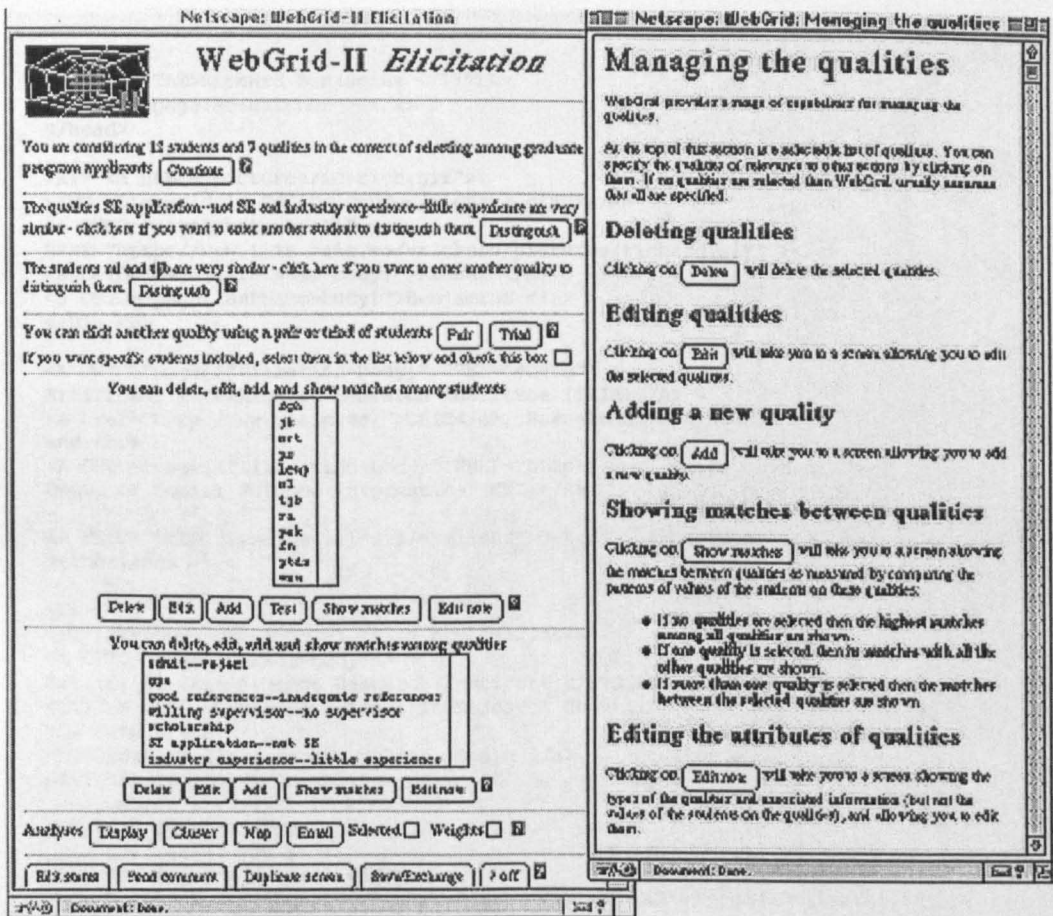 Netscape: WebGrid-II Elicitation
WebGrid-II Elicitation
You are considering 12 students and 7 qualities in the context of selecting among graduate
program applicants Continue ?
The qualities SE application--not SE and industry experience--little experience are very
similar - click here if you want to enter another student to distinguish them Distinguish ?
The students and are very similar - click here if you want to enter another quality to
distinguish them Distinguish ?
You can elicit another quality using a pair or triad of students Pair Triad ?
If you want specific students included, select them in the list below and check this box
You can delete, edit, add and show matches among students
Delete Edit Add Test Show matches Edit note ?
You can delete, edit, add and show matches among qualities
admit--reject
gpa
good references--inadequate references
willing supervisor--no supervisor
scholarship
SE application--not SE
industry experience--little experience
Delete Edit Add Show matches Edit note ?
Analyses Display Cluster Map Entail Selected Weights ?
Edit status Send comment Duplicate screen Save/Exchange ?
Document: Done.
Netscape: WebGrid: Managing the qualities
Managing the qualities
WebGrid provides a range of capabilities for managing the
qualities.
At the top of this section is a selectable list of qualities. You can
specify the qualities of relevance to other actions by clicking on
them. If no qualities are selected then WebGrid usually assumes
that all are specified.
Deleting qualities
Clicking on Delete will delete the selected qualities.
Editing qualities
Clicking on Edit will take you to a screen allowing you to edit
the selected qualities.
Adding a new quality
Clicking on Add will take you to a screen allowing you to add
a new quality.
Showing matches between qualities
Clicking on Show matches will take you to a screen showing
the matches between qualities as measured by comparing the
patterns of values of the students on these qualities:
• If no qualities are selected then the highest matches
among all qualities are shown.
• If one quality is selected then its matches with all the
other qualities are shown.
• If more than one quality is selected then the matches
between the selected qualities are shown.
Editing the attributes of qualities
Clicking on Edit note will take you to a screen showing the
types of the qualities and associated information (but not the
values of the students on the qualities), and allowing you to edit
them.
Document: Done.